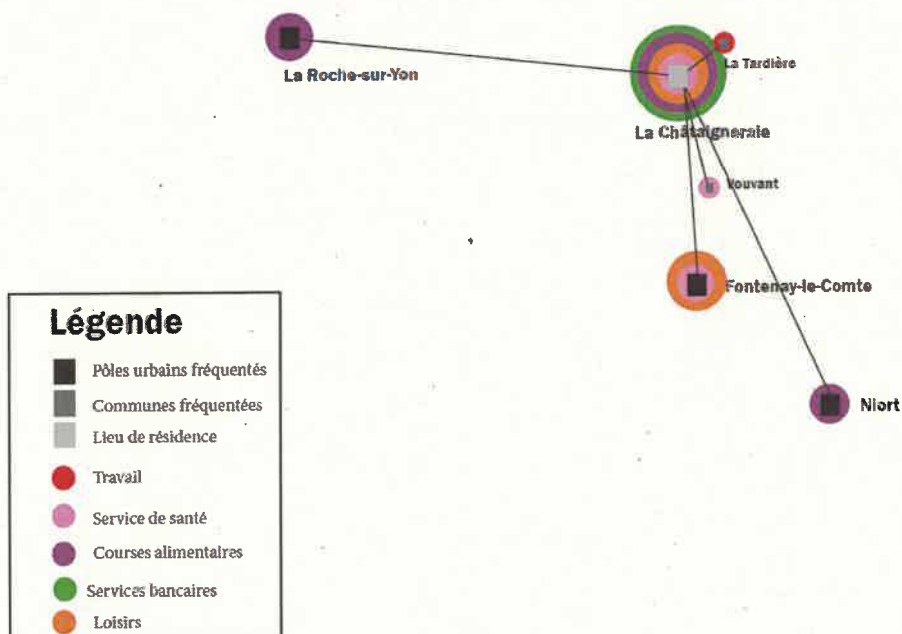 La Roche-sur-Yon
La Tardière
La Châtaigneraie
Vouvant
Fontenay-le-Comte
Niort
Légende
Pôles urbains fréquentés
Communes fréquentées
Lieu de résidence
Travail
Service de santé
Courses alimentaires
Services bancaires
Loisirs